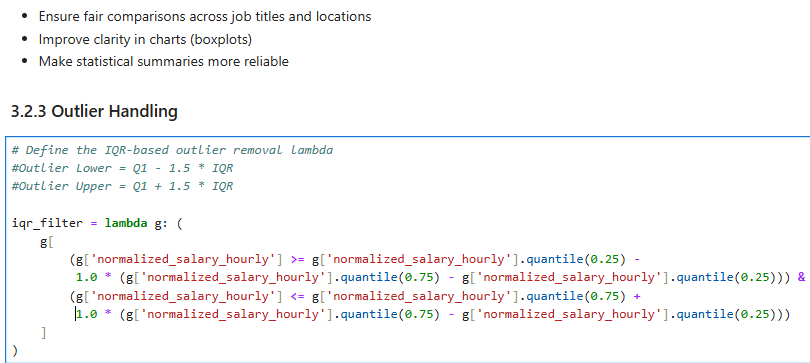 • Ensure fair comparisons across job titles and locations
• Improve clarity in charts (boxplots)
• Make statistical summaries more reliable
3.2.3 Outlier Handling
# Define the IQR-based outlier removal lambda
#Outlier Lower = Q1 - 1.5 * IQR
#Outlier Upper = Q1 + 1.5 * IQR
iqr_filter = lambda g: (
    g[
        (g['normalized_salary_hourly'] >= g['normalized_salary_hourly'].quantile(0.25) -
         1.0 * (g['normalized_salary_hourly'].quantile(0.75) - g['normalized_salary_hourly'].quantile(0.25))) &
        (g['normalized_salary_hourly'] <= g['normalized_salary_hourly'].quantile(0.75) +
         1.0 * (g['normalized_salary_hourly'].quantile(0.75) - g['normalized_salary_hourly'].quantile(0.25)))
    ]
)